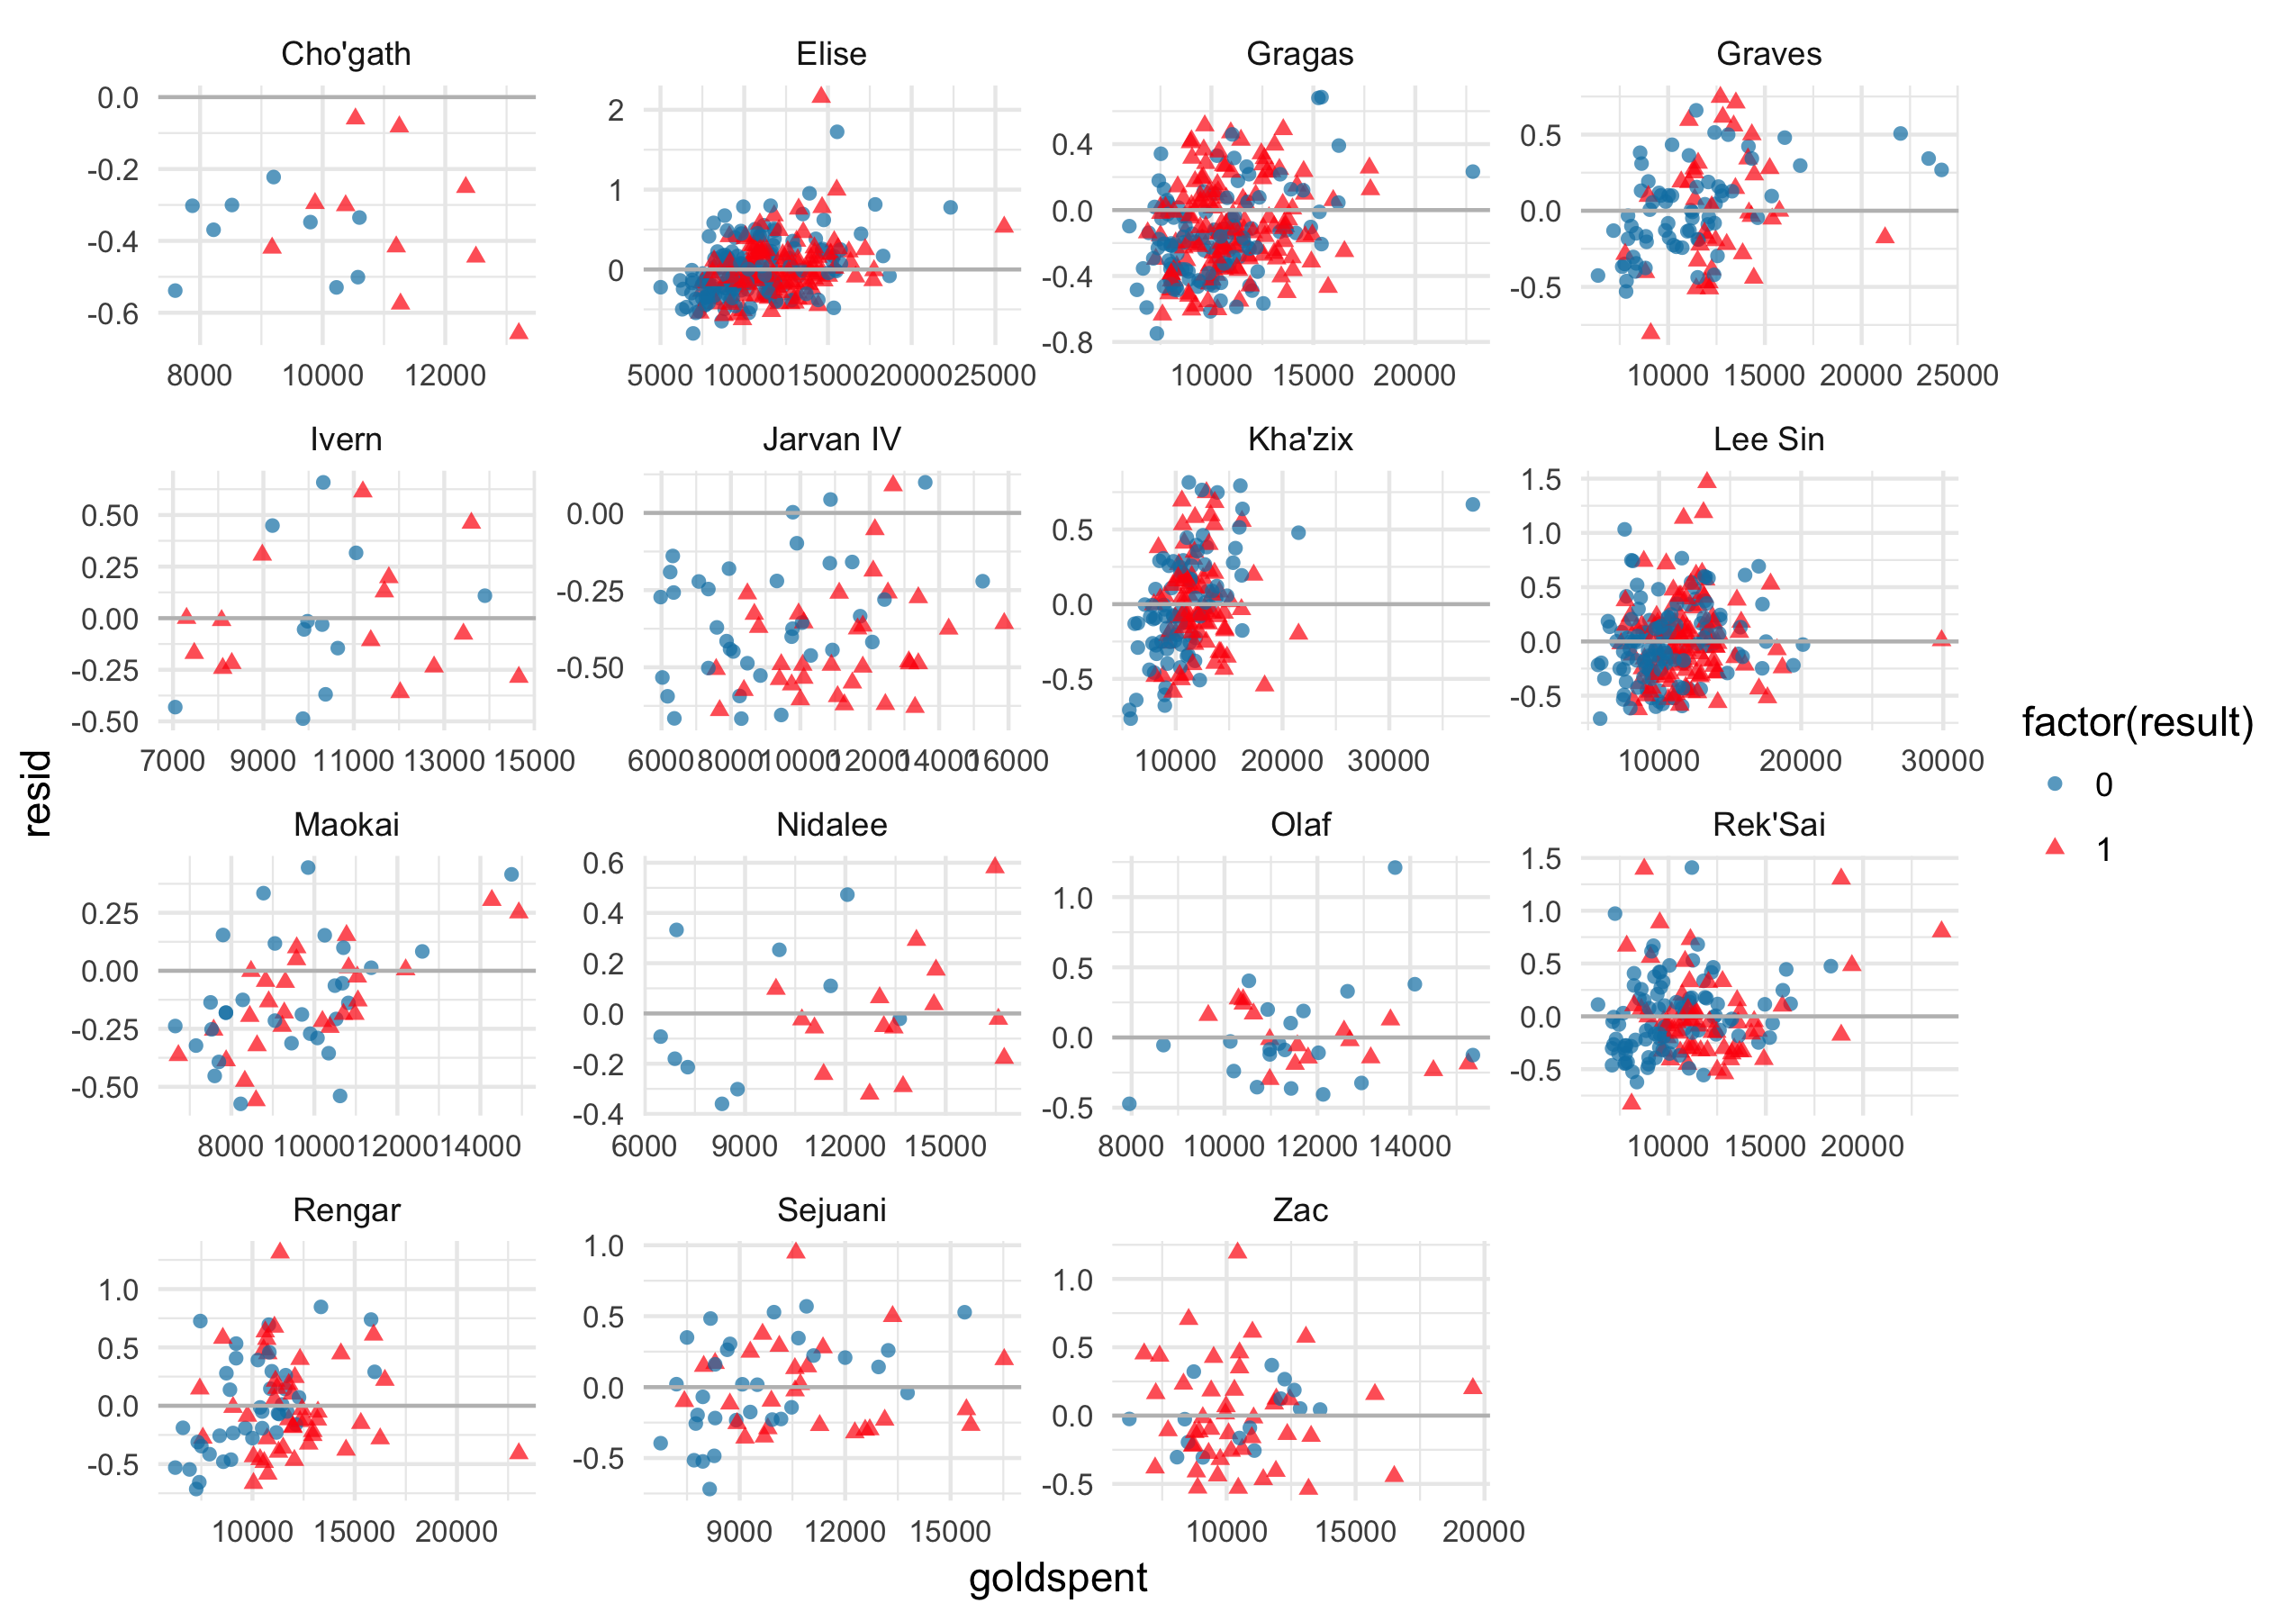 Cho'gath Elise Gragas Graves
0.0
-0.2
-0.4
-0.6
8000 10000 12000
2
1
0
5000 10000 15000 20000 25000
0.4
0.0
-0.4
-0.8
10000 15000 20000
0.5
0.0
-0.5
10000 15000 20000 25000
Ivern Jarvan IV Kha'zix Lee Sin
0.50
0.25
0.00
-0.25
-0.50
7000 9000 11000 13000 15000
0.00
-0.25
-0.50
6000 8000 10000 12000 14000 16000
0.5
0.0
-0.5
10000 20000 30000
1.5
1.0
0.5
0.0
-0.5
10000 20000 30000
Maokai Nidalee Olaf Rek'Sai
0.25
0.00
-0.25
-0.50
8000 10000 12000 14000
0.6
0.4
0.2
0.0
-0.2
-0.4
6000 9000 12000 15000
1.0
0.5
0.0
-0.5
8000 10000 12000 14000
1.5
1.0
0.5
0.0
-0.5
10000 15000 20000
Rengar Sejuani Zac
1.0
0.5
0.0
-0.5
10000 15000 20000
1.0
0.5
0.0
-0.5
9000 12000 15000
1.0
0.5
0.0
-0.5
10000 15000 20000
resid
goldspent
factor(result)
0
1